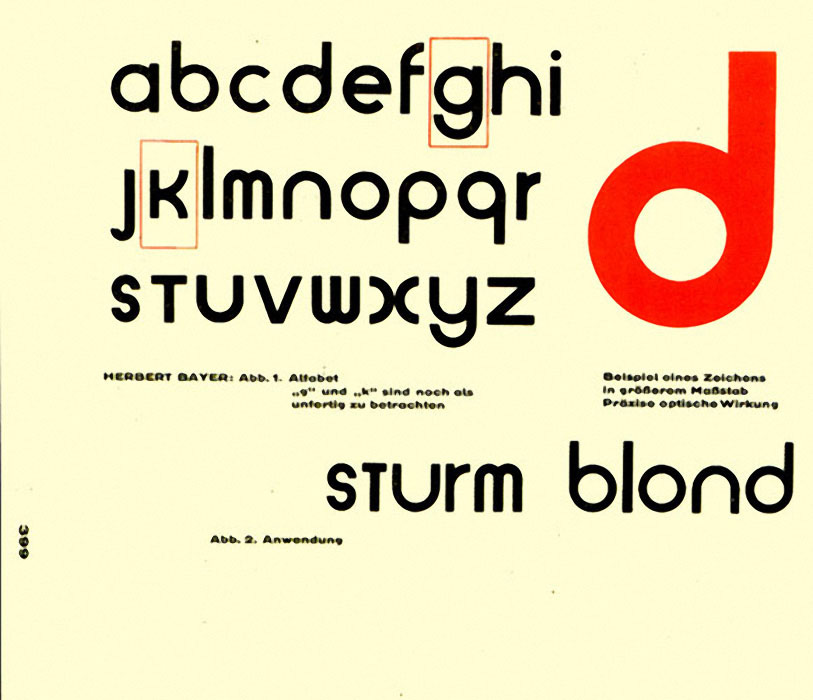 abcdefghi
jklmnopqr
sTUVWXYZ
d
HERBERT BAYER: Abb. 1. Alfabet
„g“ und „k“ sind noch als
unfertig zu betrachten
Beispiel eines Zeichens
in größerem Maßstab
Präzise optische Wirkung
sTUrm blond
Abb. 2. Anwendung
399